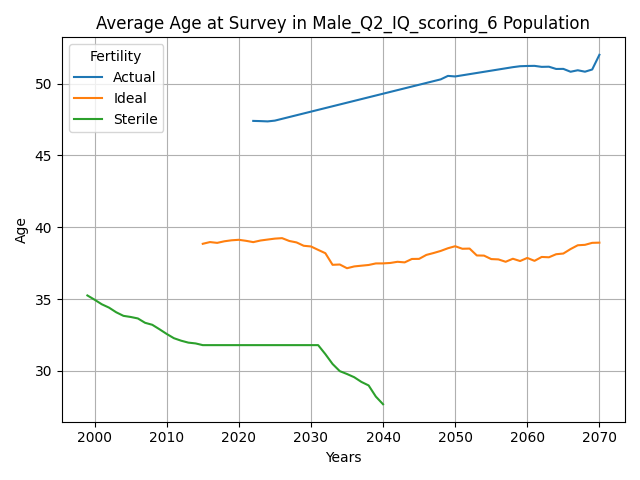 Average Age at Survey in Male_Q2_IQ_scoring_6 Population
Fertility
Actual
Ideal
Sterile
Age
50
45
40
35
30
2000 2010 2020 2030 2040 2050 2060 2070
Years